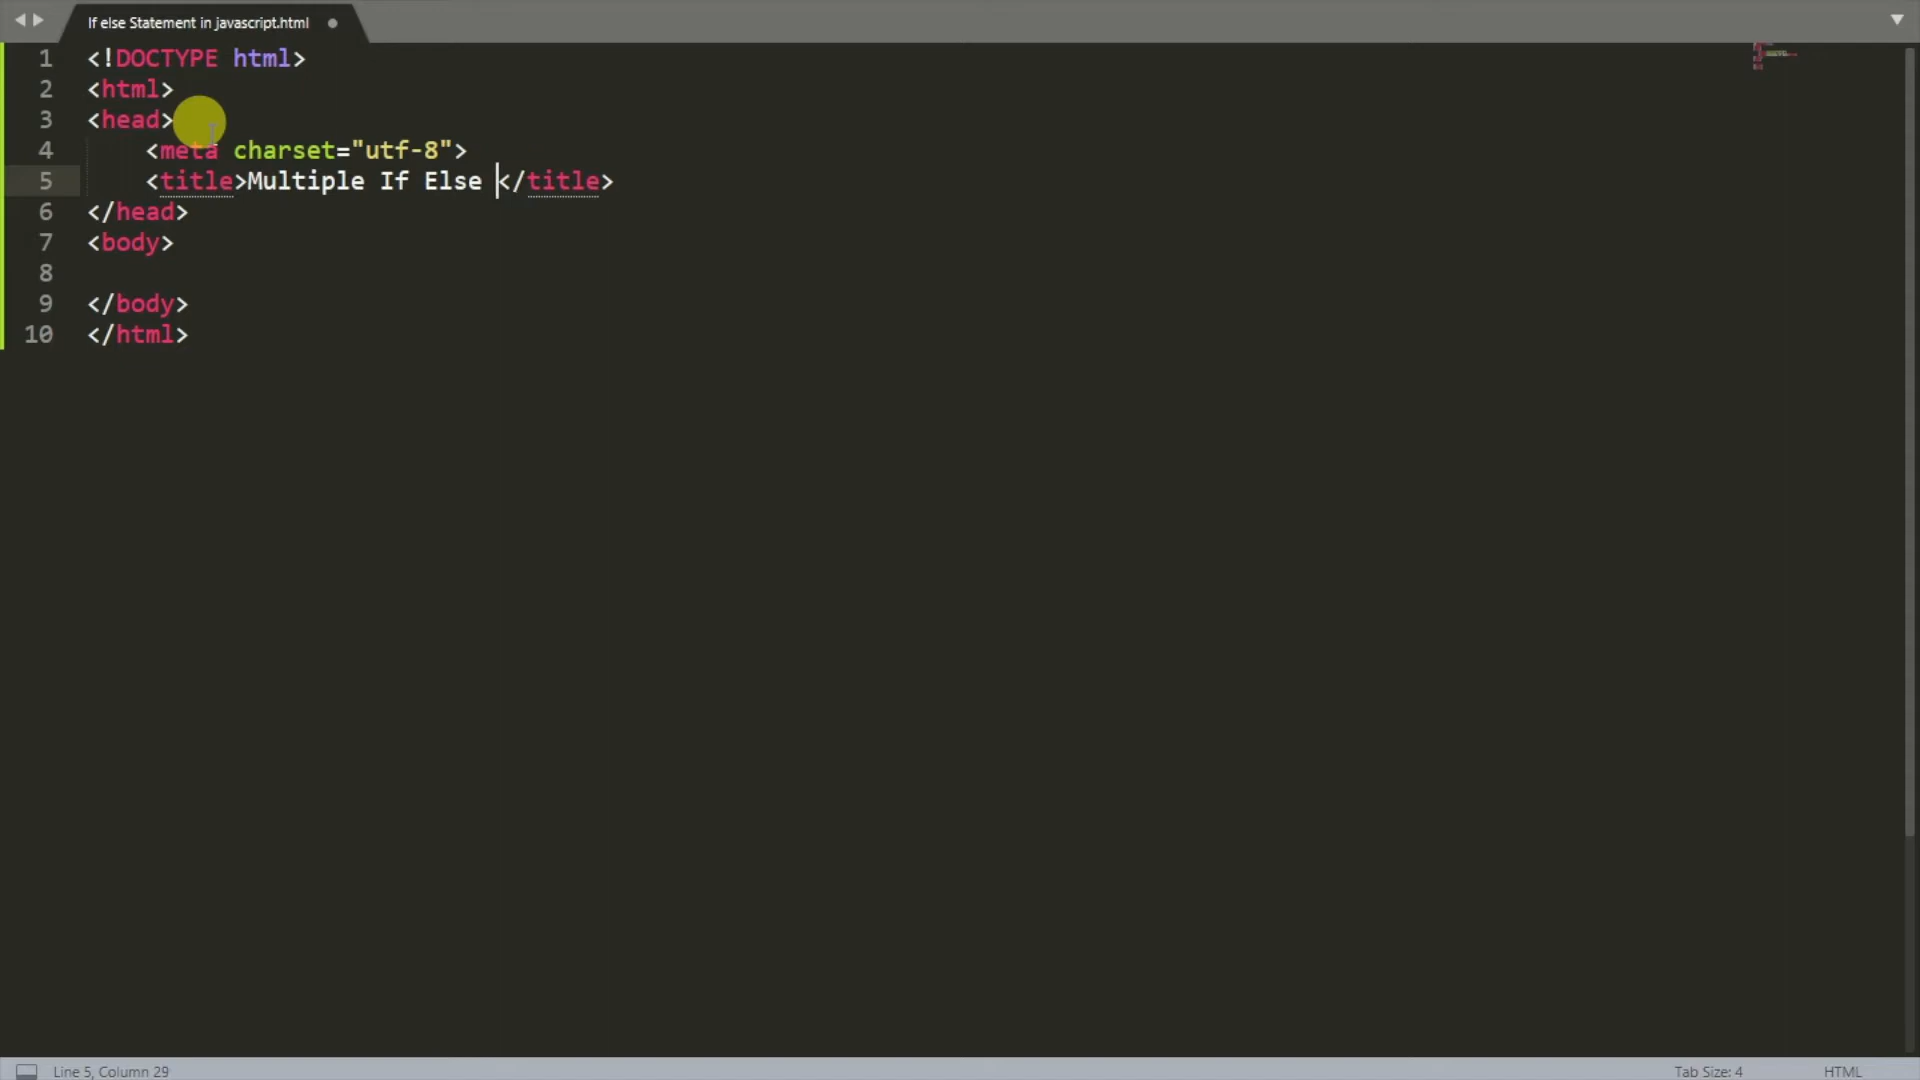 If else Statement in javascript.html
1 <!DOCTYPE html>
2 <html>
3 <head>
4     <meta charset="utf-8">
5     <title>Multiple If Else </title>
6 </head>
7 <body>
8
9 </body>
10 </html>
Line 5, Column 29
Tab Size: 4
HTML